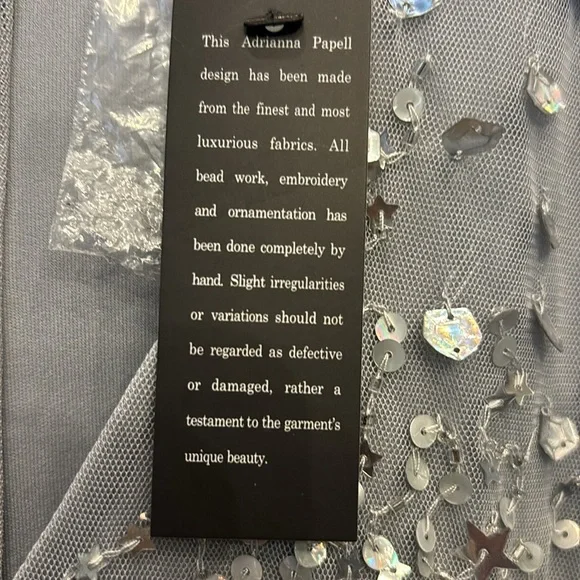 This Adrianna Papell
design has been made
from the finest and most
luxurious fabrics. All
bead work, embroidery
and ornamentation has
been done completely by
hand. Slight irregularities
or variations should not
be regarded as defective
or damaged, rather a
testament to the garment's
unique beauty.